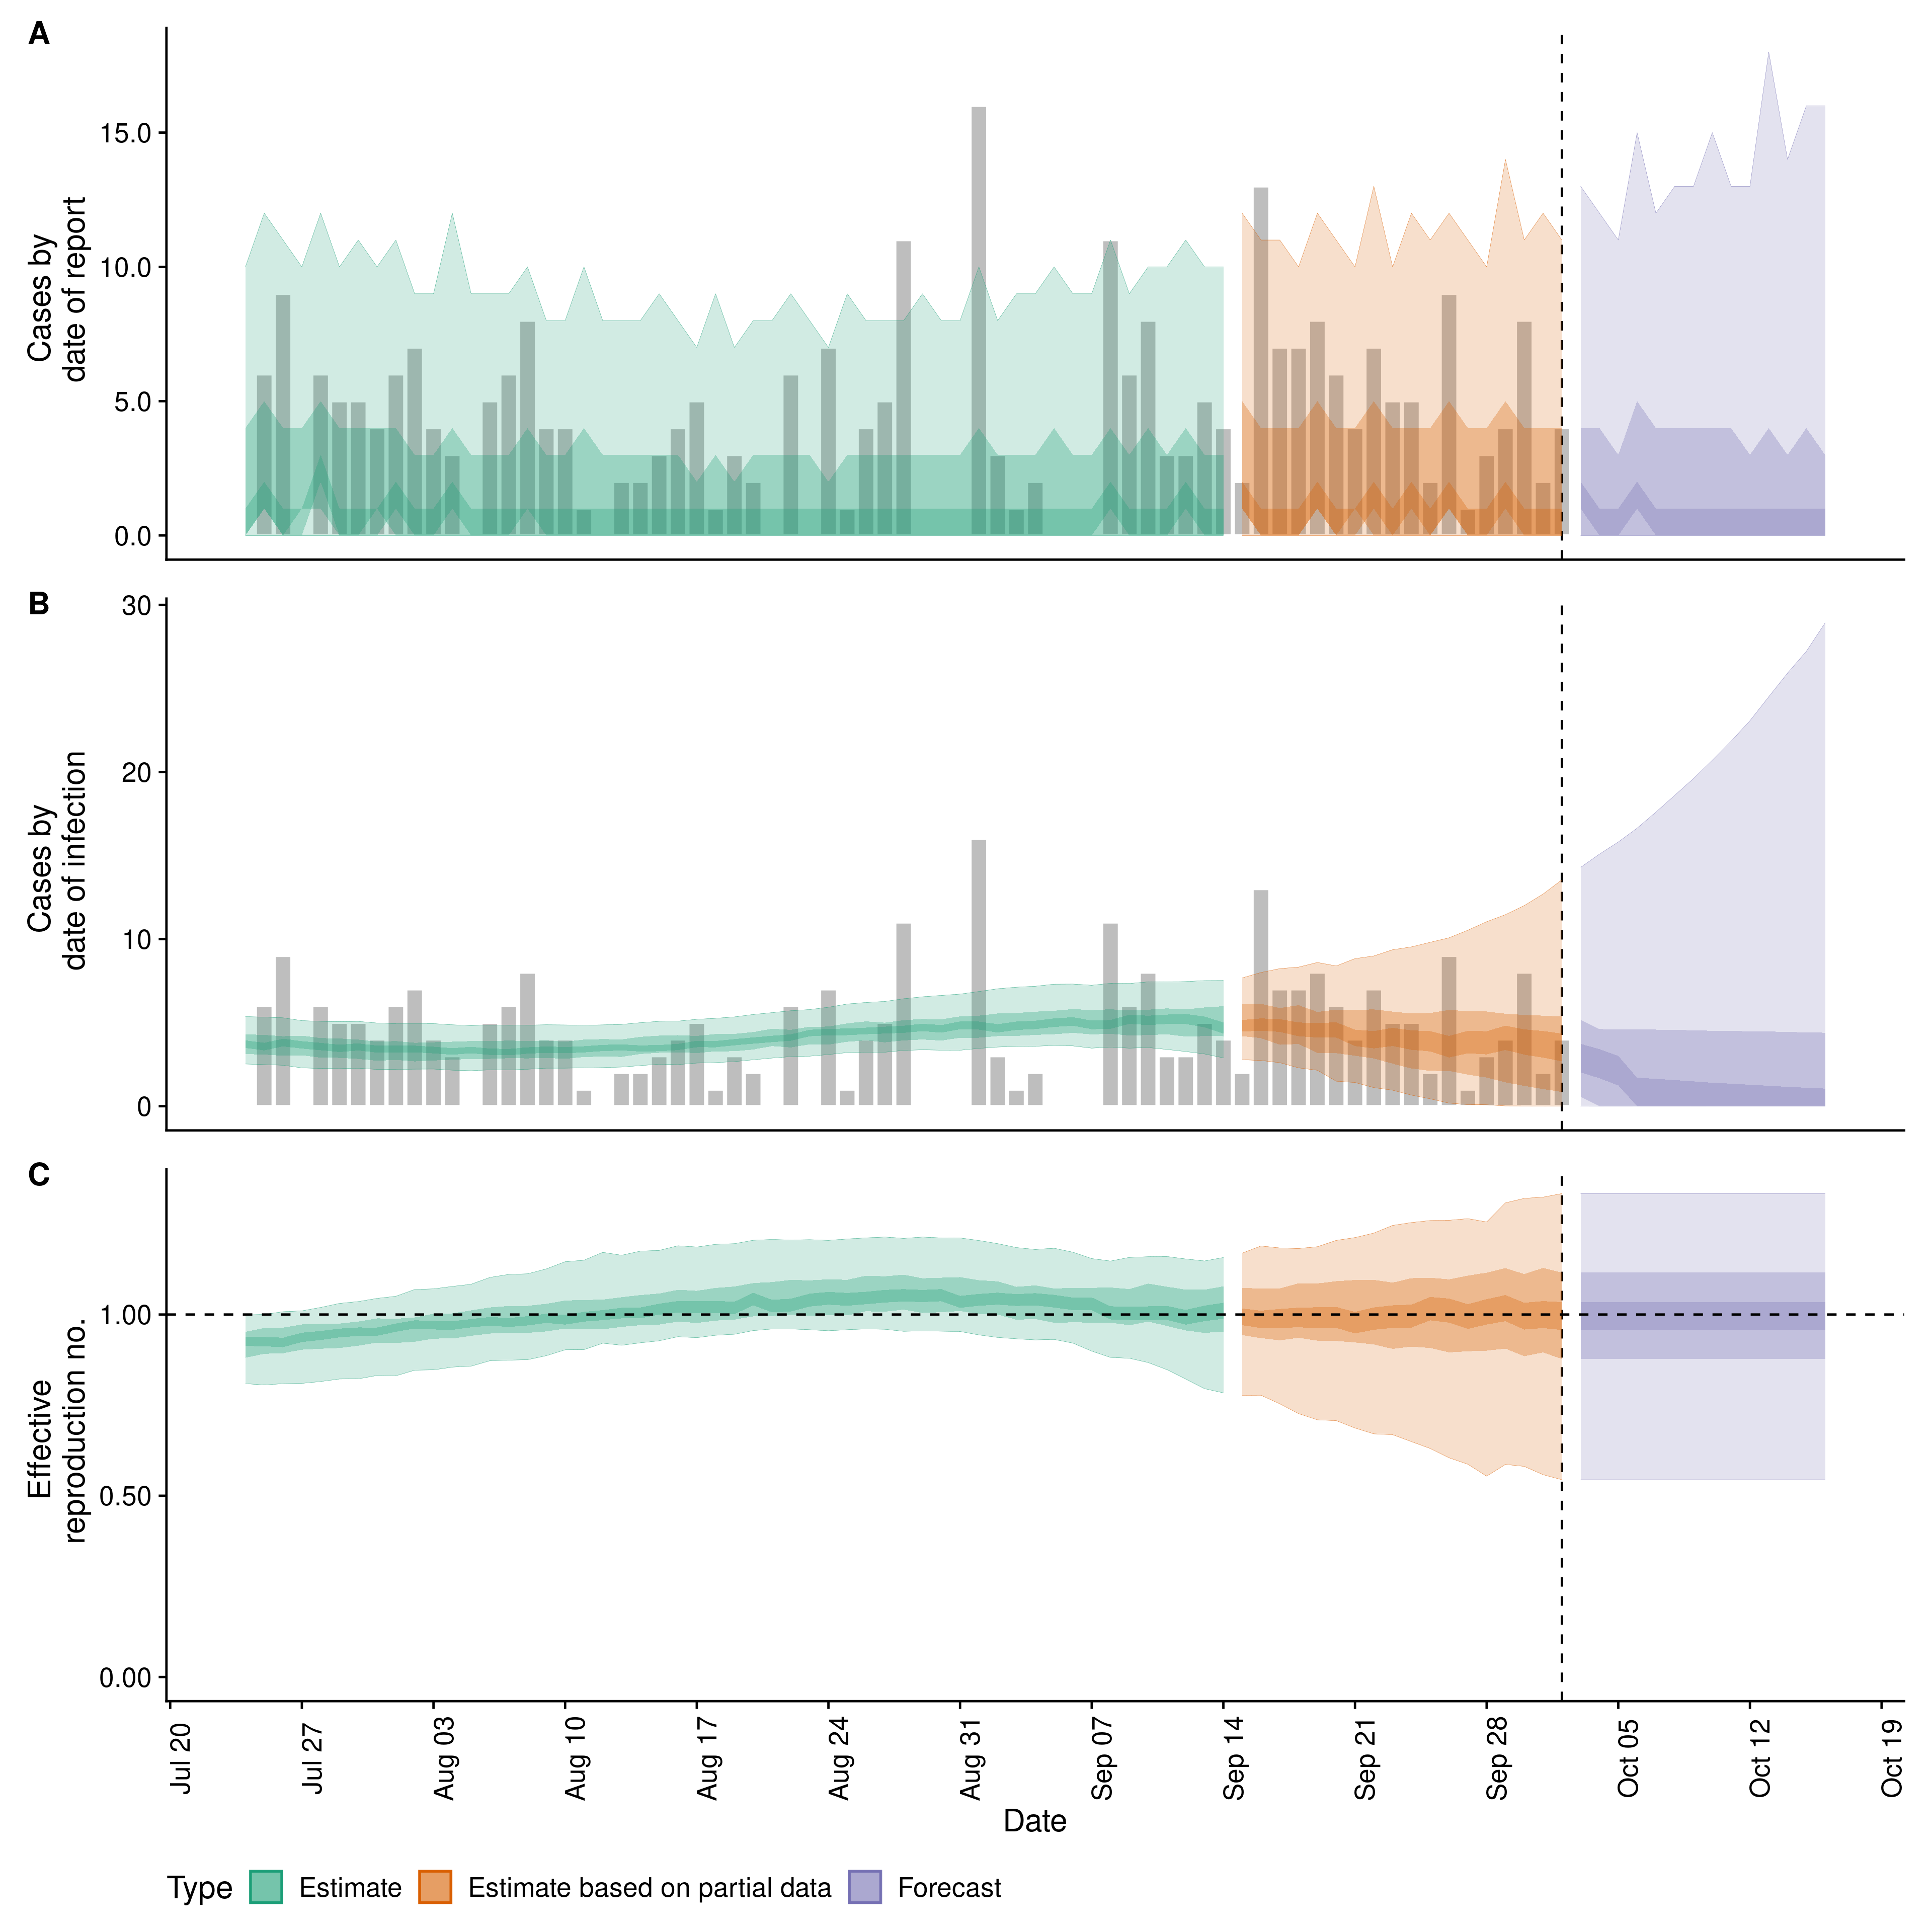 A
Cases by
date of report
15.0
10.0
5.0
0.0
B
Cases by
date of infection
30
20
10
0
C
Effective
reproduction no.
1.00
0.50
0.00
Jul 20
Jul 27
Aug 03
Aug 10
Aug 17
Aug 24
Aug 31
Sep 07
Sep 14
Sep 21
Sep 28
Oct 05
Oct 12
Oct 19
Date
Type
Estimate
Estimate based on partial data
Forecast